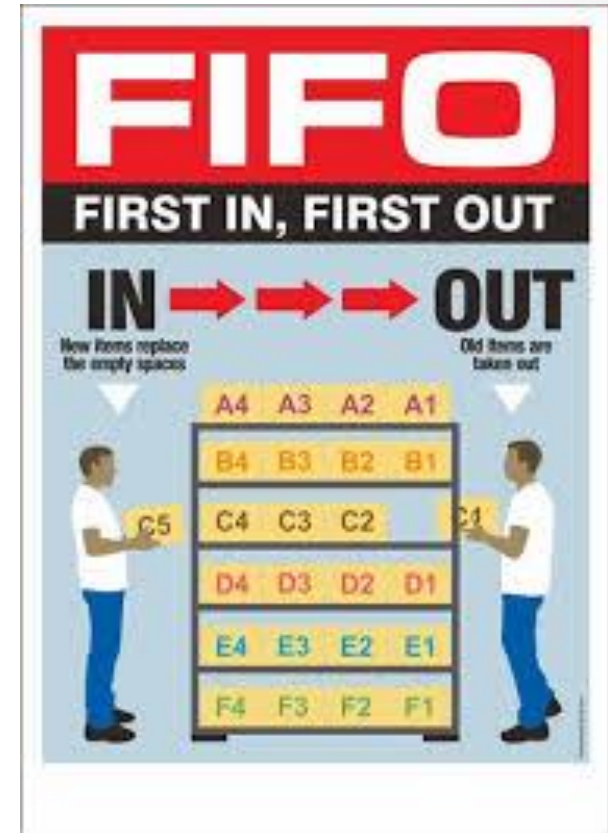 FIFO
FIRST IN, FIRST OUT
IN OUT
New items replace
the empty spaces
Old items are
taken out
A4 A3 A2 A1
B4 B3 B2 B1
C5 C4 C3 C2 C1
D4 D3 D2 D1
E4 E3 E2 E1
F4 F3 F2 F1